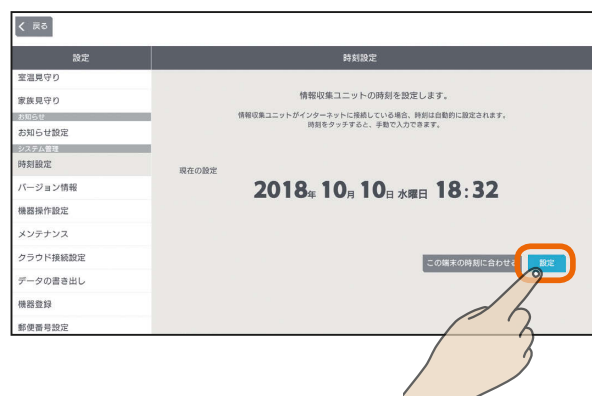 戻る
設定
時刻設定
室温見守り
家族見守り
お知らせ
お知らせ設定
システム管理
時刻設定
バージョン情報
機器操作設定
メンテナンス
クラウド接続設定
データの書き出し
機器登録
郵便番号設定
情報収集ユニットの時刻を設定します。
情報収集ユニットがインターネットに接続している場合、時刻は自動的に設定されます。
時刻をタッチすると、手動で入力できます。
現在の設定
2018年 10月 10日 水曜日 18:32
この端末の時刻に合わせる
設定